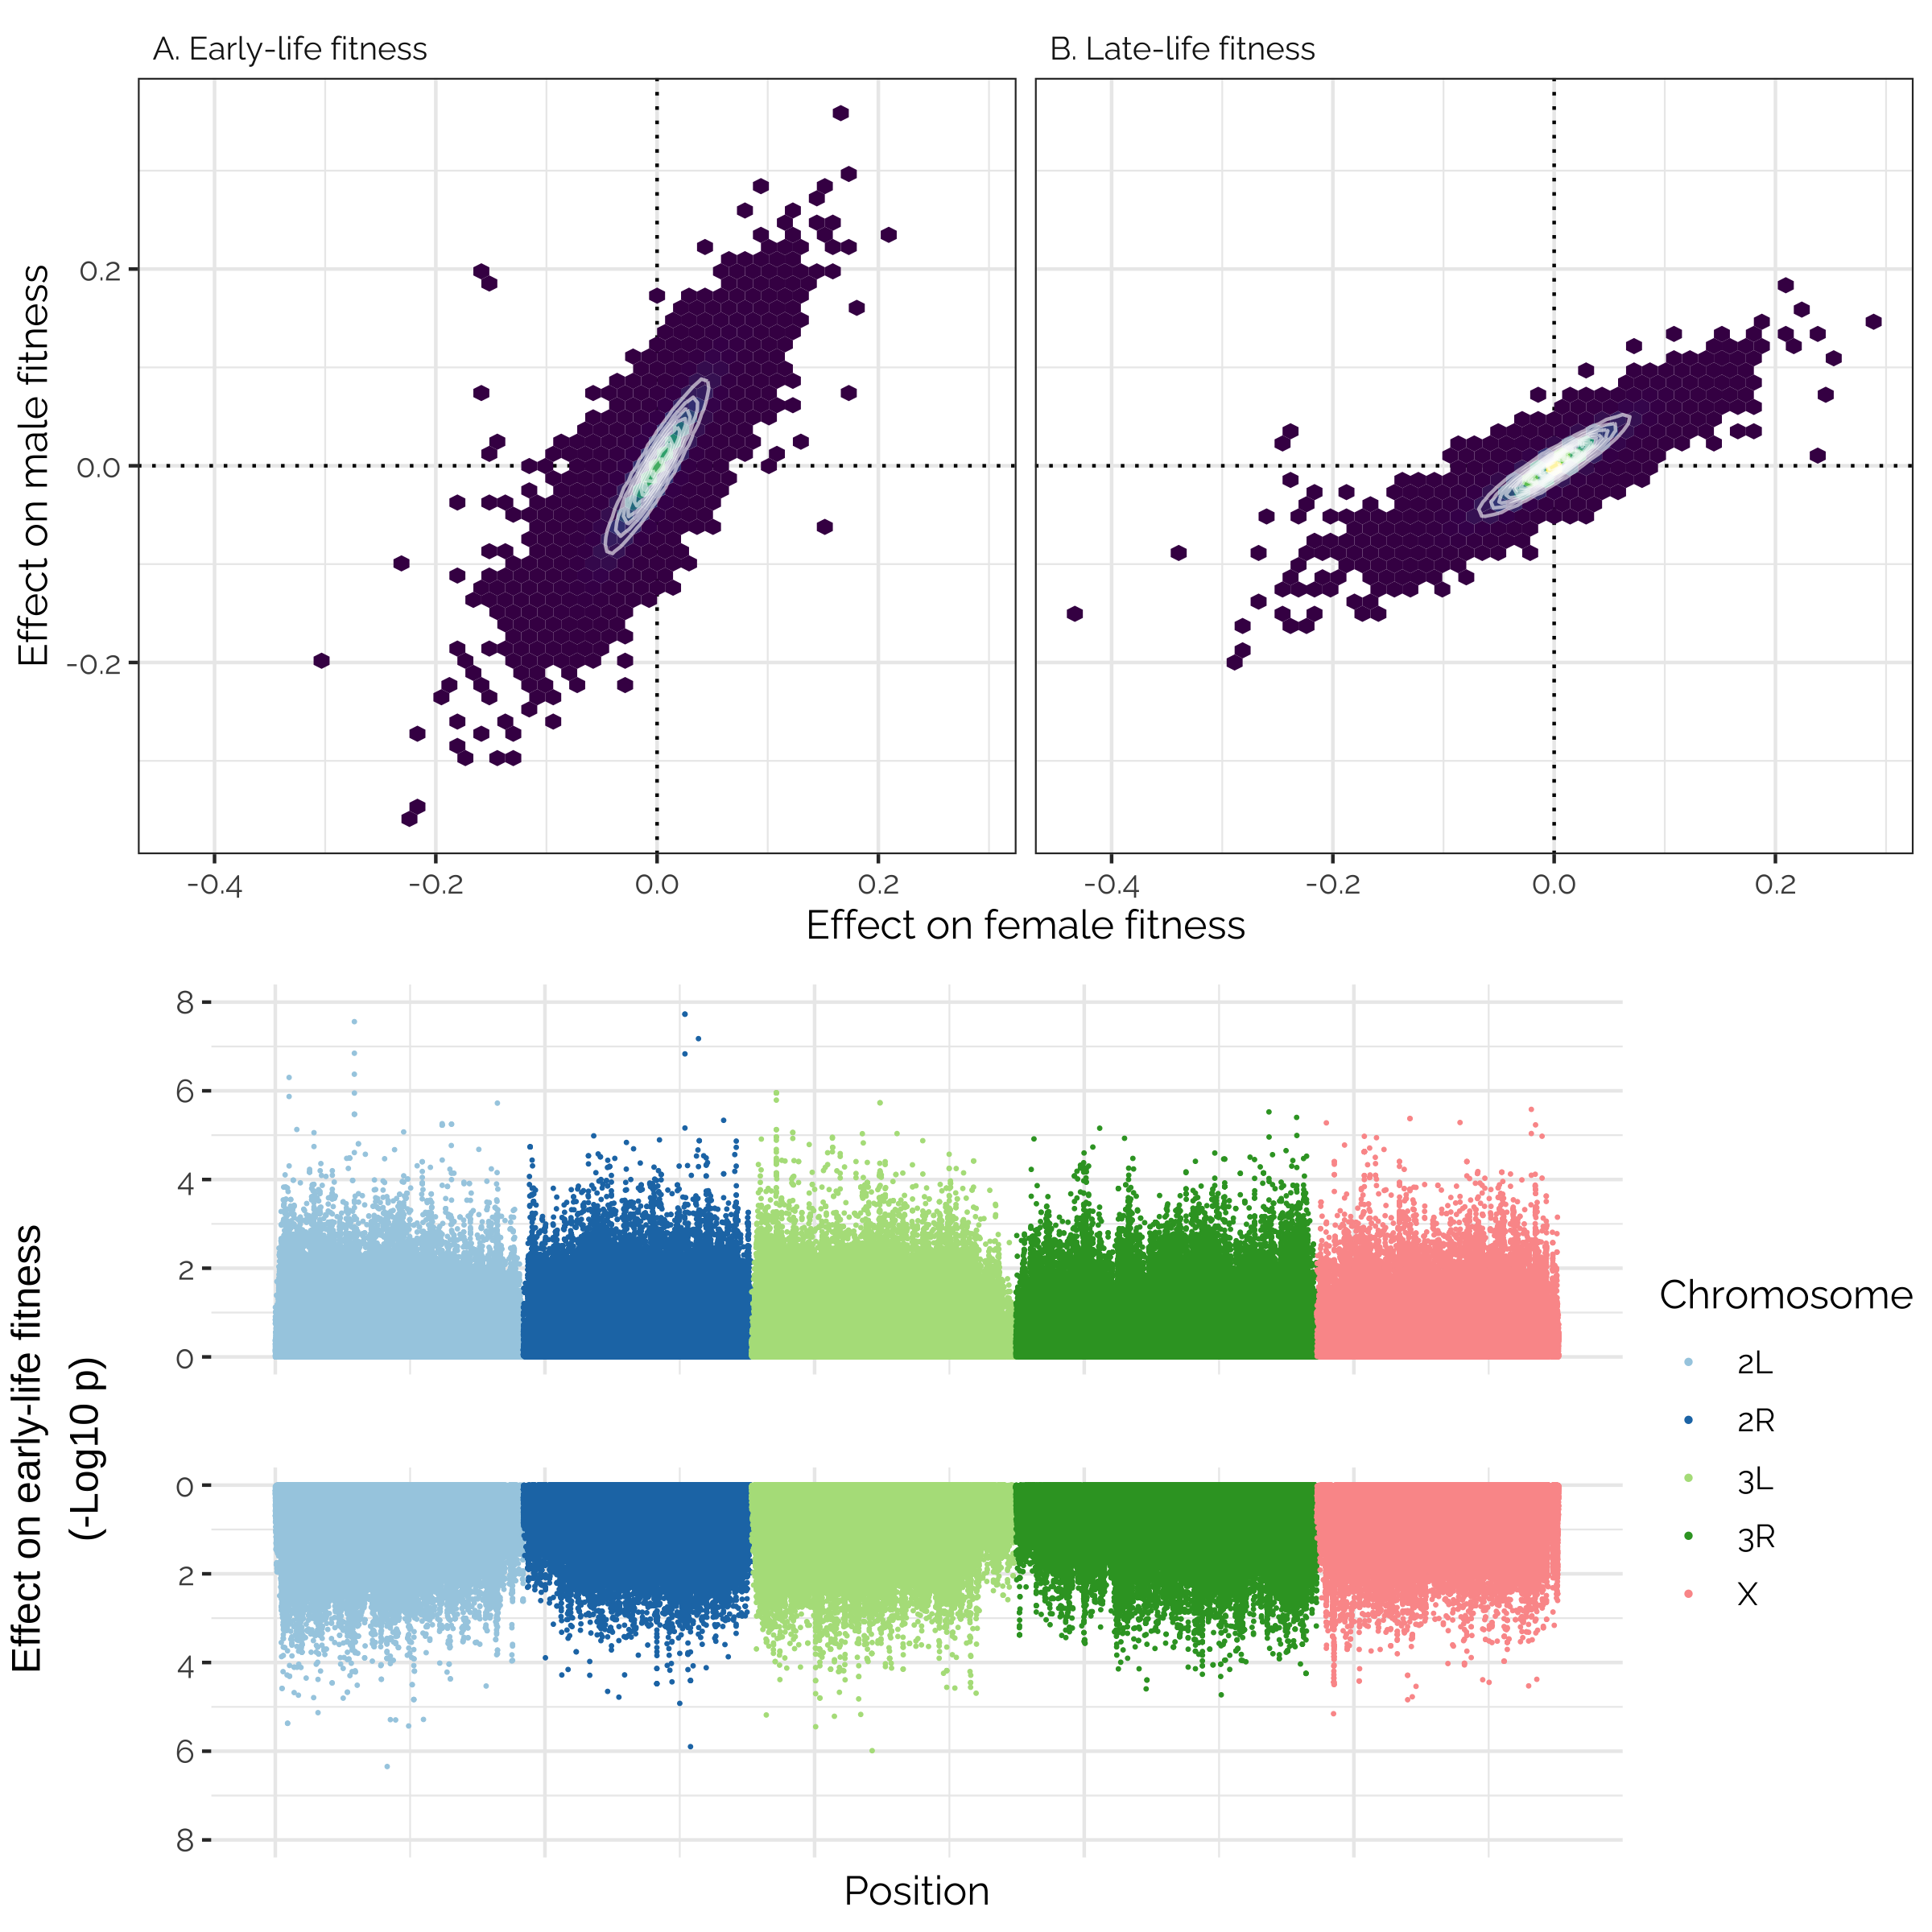 A. Early-life fitness
B. Late-life fitness
Effect on male fitness
0.2
0.0
-0.2
-0.4
-0.2
0.0
0.2
-0.4
-0.2
0.0
0.2
Effect on female fitness
Effect on early-life fitness
(-Log10 p)
8
6
4
2
0
0
2
4
6
8
Position
Chromosome
2L
2R
3L
3R
X